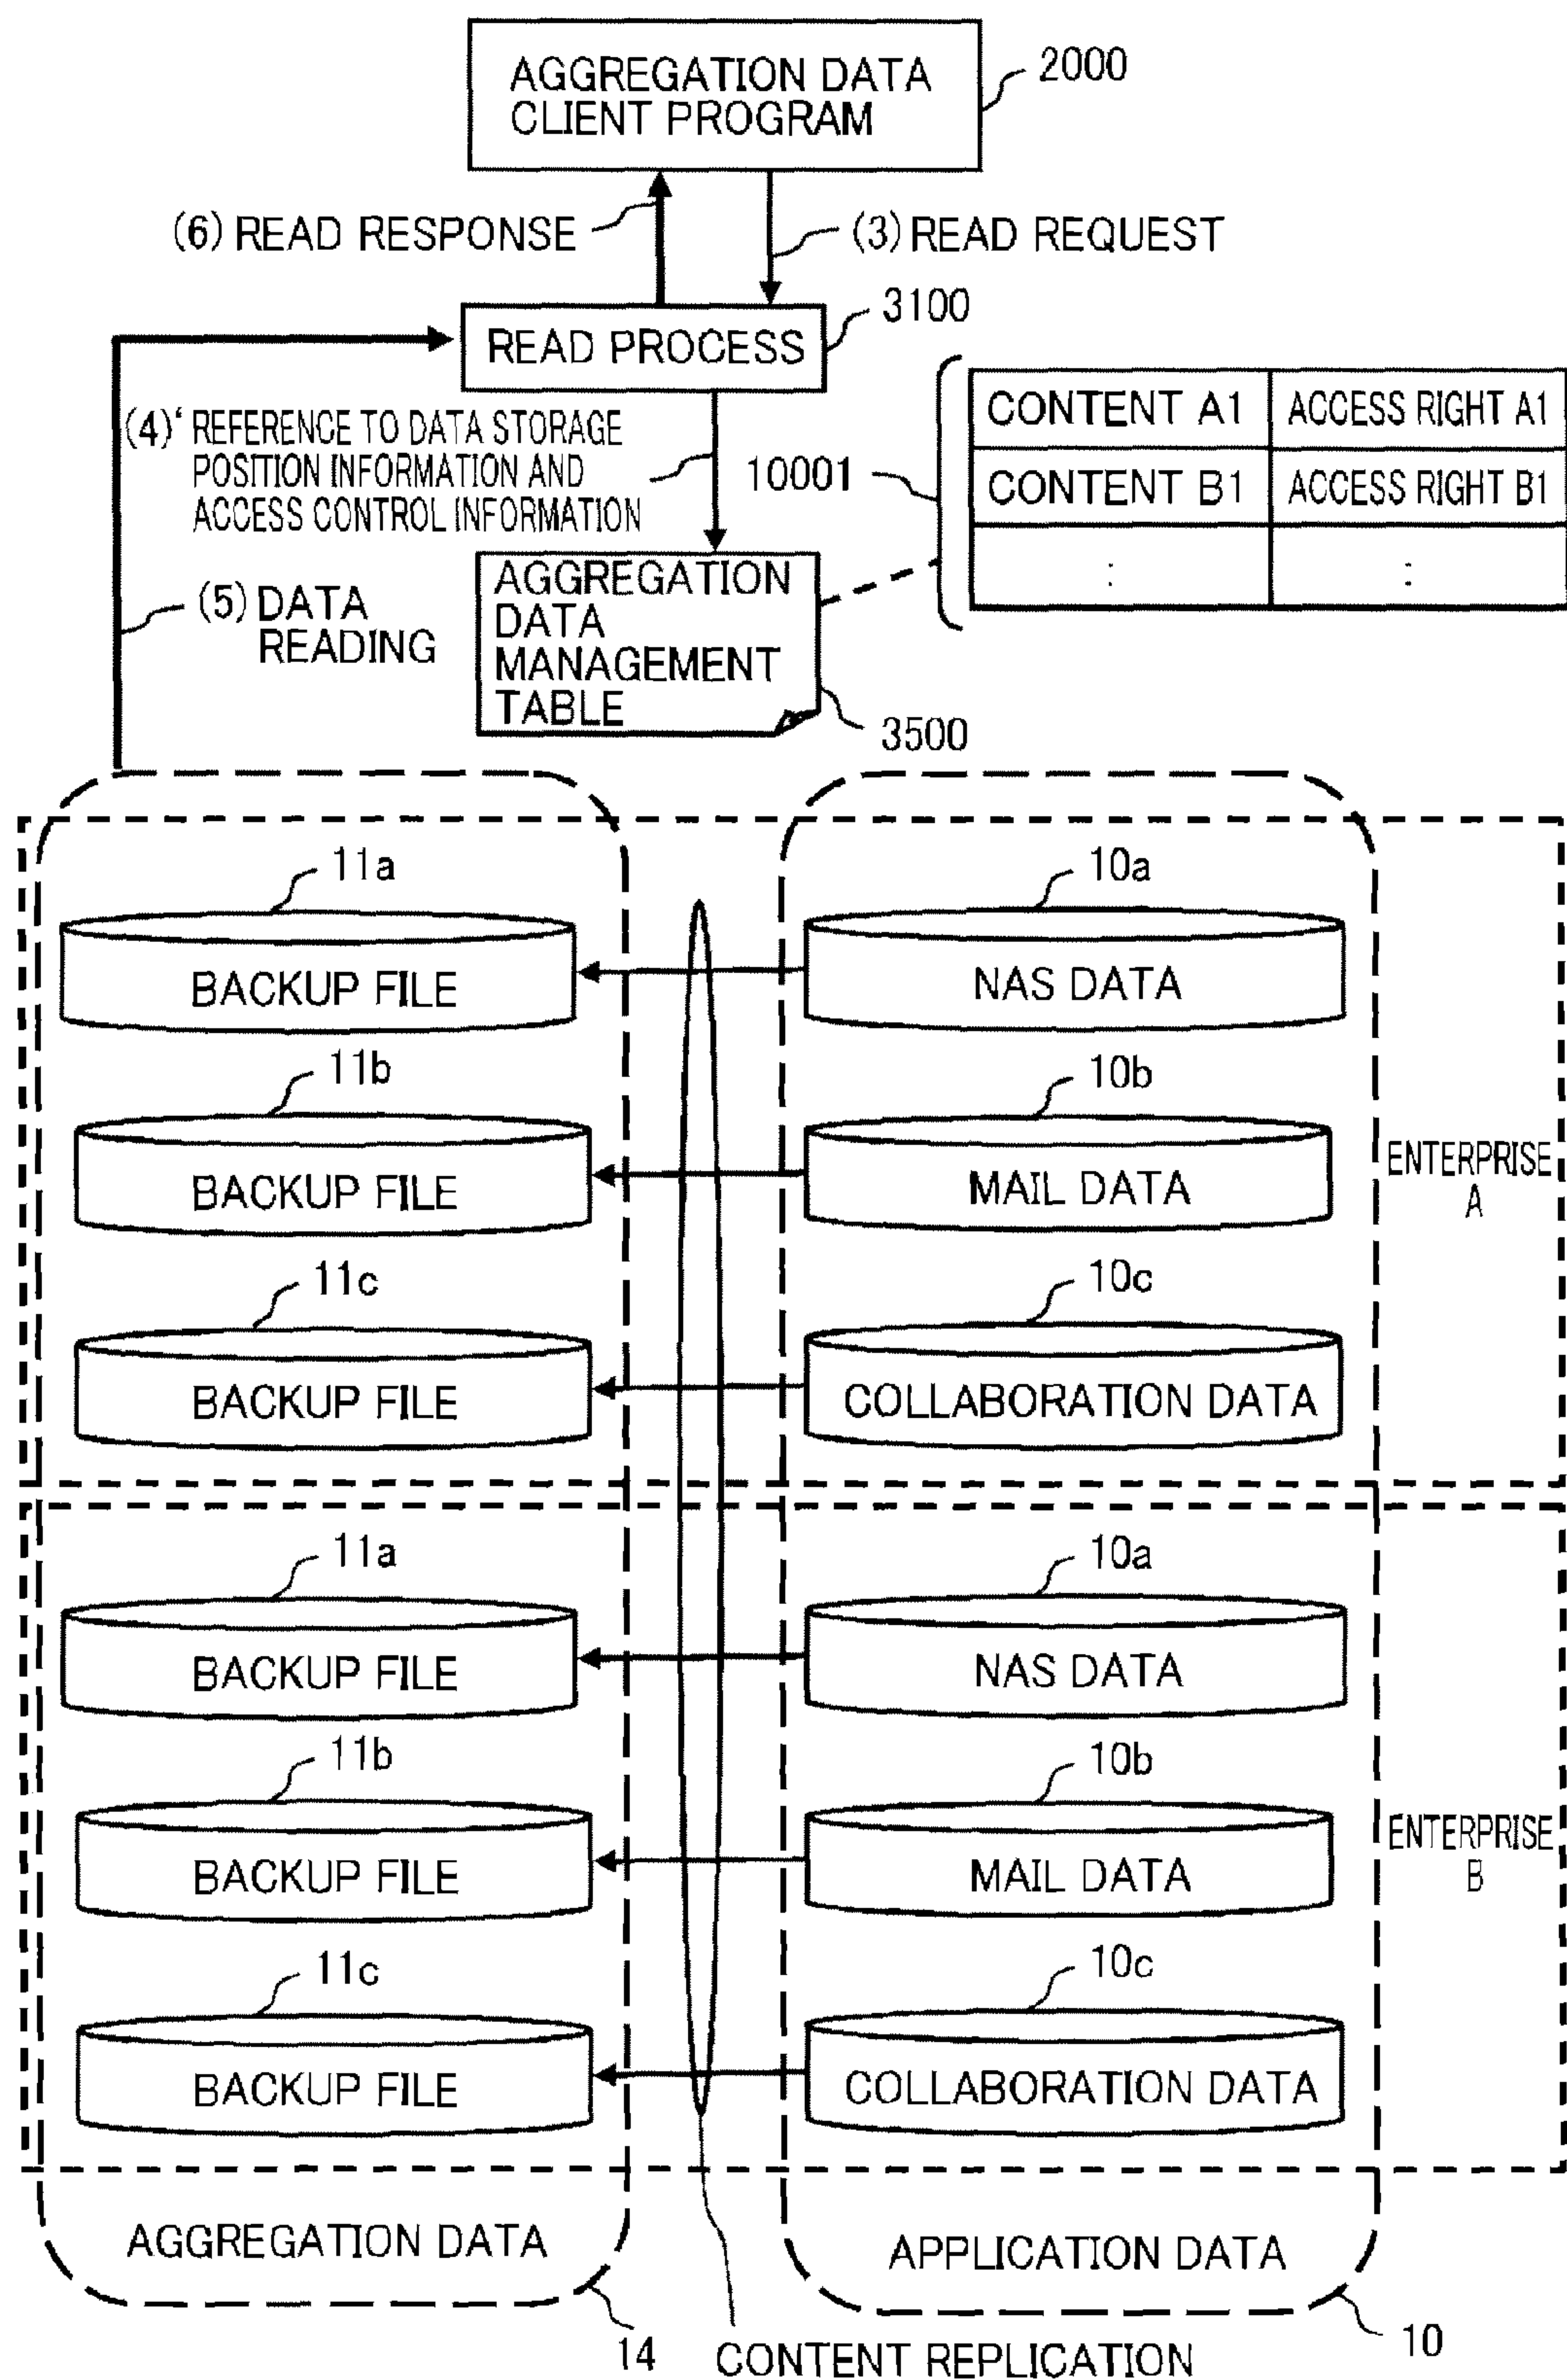 AGGREGATION DATA
CLIENT PROGRAM
2000
(6) READ RESPONSE
(3) READ REQUEST
3100
READ PROCESS
(4)' REFERENCE TO DATA STORAGE
POSITION INFORMATION AND
ACCESS CONTROL INFORMATION
10001
CONTENT A1
ACCESS RIGHT A1
CONTENT B1
ACCESS RIGHT B1
:
:
(5) DATA
READING
AGGREGATION
DATA
MANAGEMENT
TABLE
3500
11a
10a
BACKUP FILE
NAS DATA
11b
10b
BACKUP FILE
MAIL DATA
ENTERPRISE
A
11c
10c
BACKUP FILE
COLLABORATION DATA
11a
10a
BACKUP FILE
NAS DATA
11b
10b
BACKUP FILE
MAIL DATA
ENTERPRISE
B
11c
10c
BACKUP FILE
COLLABORATION DATA
AGGREGATION DATA
APPLICATION DATA
14
CONTENT REPLICATION
10